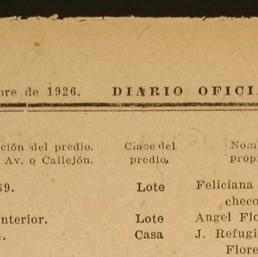 bre de 1926. DIARIO OFICIA
ción del predio. Clase del Nom
Av. o Callejón. predio. prop
39. Lote Feliciana
checo
nterior. Lote Angel Flo
Casa J. Refugi
Flore